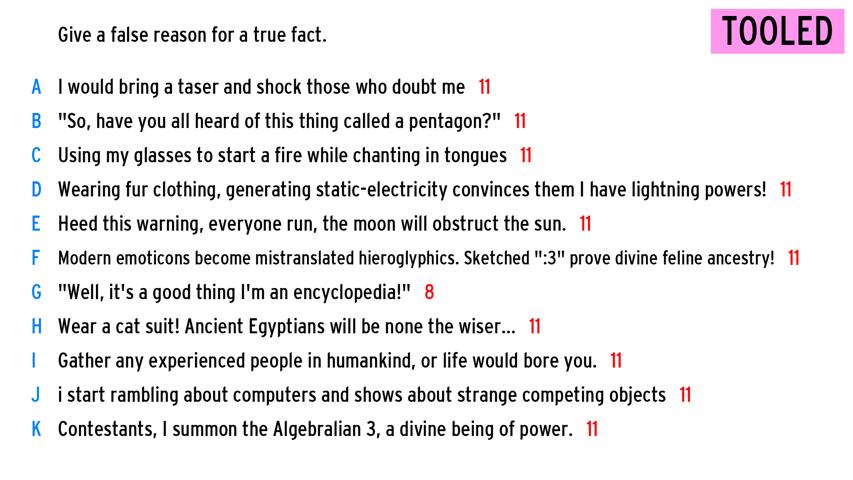 Give a false reason for a true fact.
TOOLED
A I would bring a taser and shock those who doubt me 11
B "So, have you all heard of this thing called a pentagon?" 11
C Using my glasses to start a fire while chanting in tongues 11
D Wearing fur clothing, generating static-electricity convinces them I have lightning powers! 11
E Heed this warning, everyone run, the moon will obstruct the sun. 11
F Modern emoticons become mistranslated hieroglyphics. Sketched ":3" prove divine feline ancestry! 11
G "Well, it's a good thing I'm an encyclopedia!" 8
H Wear a cat suit! Ancient Egyptians will be none the wiser... 11
I Gather any experienced people in humankind, or life would bore you. 11
J i start rambling about computers and shows about strange competing objects 11
K Contestants, I summon the Algebralian 3, a divine being of power. 11